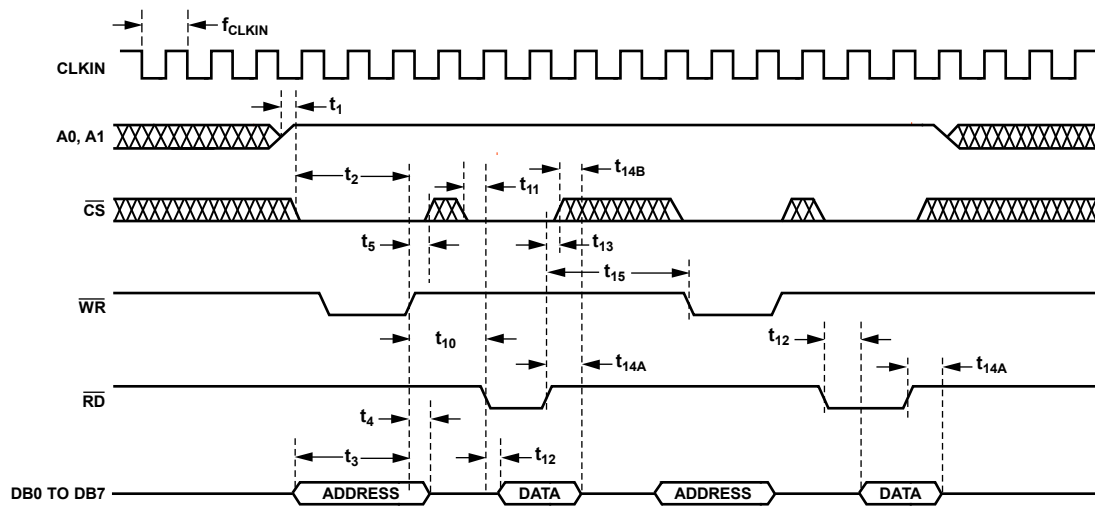 fCLKIN
CLKIN
t1
A0, A1
t2
t11
t14B
CS
t5
t13
t15
WR
t10
t12
t14A
RD
t4
t3
t12
DB0 TO DB7
ADDRESS
DATA
ADDRESS
DATA